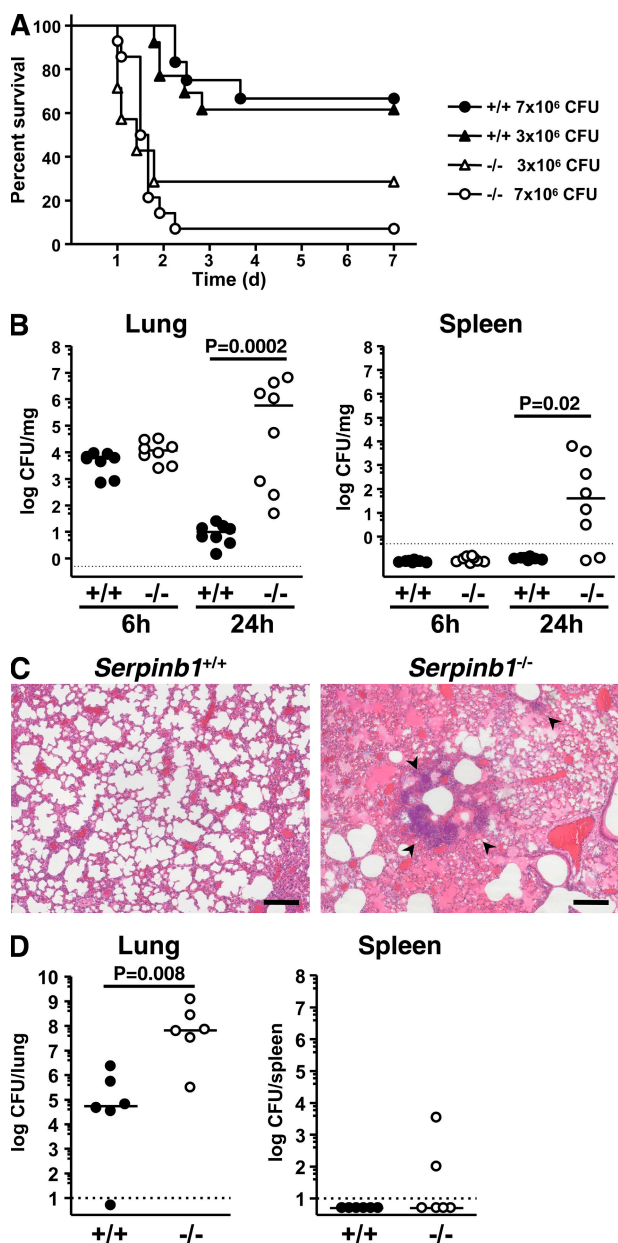 A
Percent survival
100
80
60
40
20
0
1 2 3 4 5 6 7
Time (d)
+/+ 7x10⁶ CFU
+/+ 3x10⁶ CFU
-/- 3x10⁶ CFU
-/- 7x10⁶ CFU
B
Lung
log CFU/mg
8
7
6
5
4
3
2
1
0
P=0.0002
+/+ -/- +/+ -/-
6h 24h
Spleen
log CFU/mg
8
7
6
5
4
3
2
1
0
P=0.02
+/+ -/- +/+ -/-
6h 24h
C
Serpinb1+/+
Serpinb1-/-
D
Lung
log CFU/lung
10
9
8
7
6
5
4
3
2
1
P=0.008
+/+ -/-
Spleen
log CFU/spleen
8
7
6
5
4
3
2
1
+/+ -/-